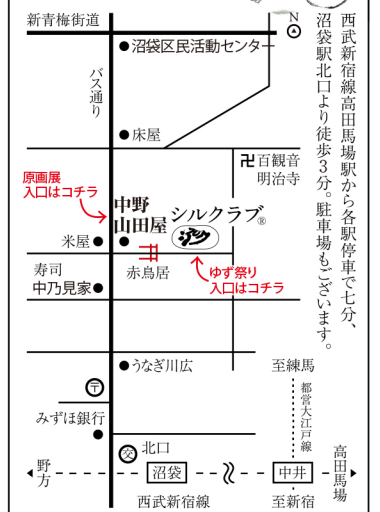 西武新宿線高田馬場駅から各駅停車で七分、
沼袋駅北口より徒歩3分。駐車場もございます。
新青梅街道
N
沼袋区民活動センター
バス通り
床屋
卍百観音
明治寺
原画展
入口はコチラ
中野
山田屋
シルクラブ®
米屋
赤鳥居
ゆず祭り
入口はコチラ
寿司
中乃見家
うなぎ川広
至練馬
〒
都営大江戸線
みずほ銀行
交
北口
野方
沼袋
中井
高田馬場
西武新宿線
至新宿